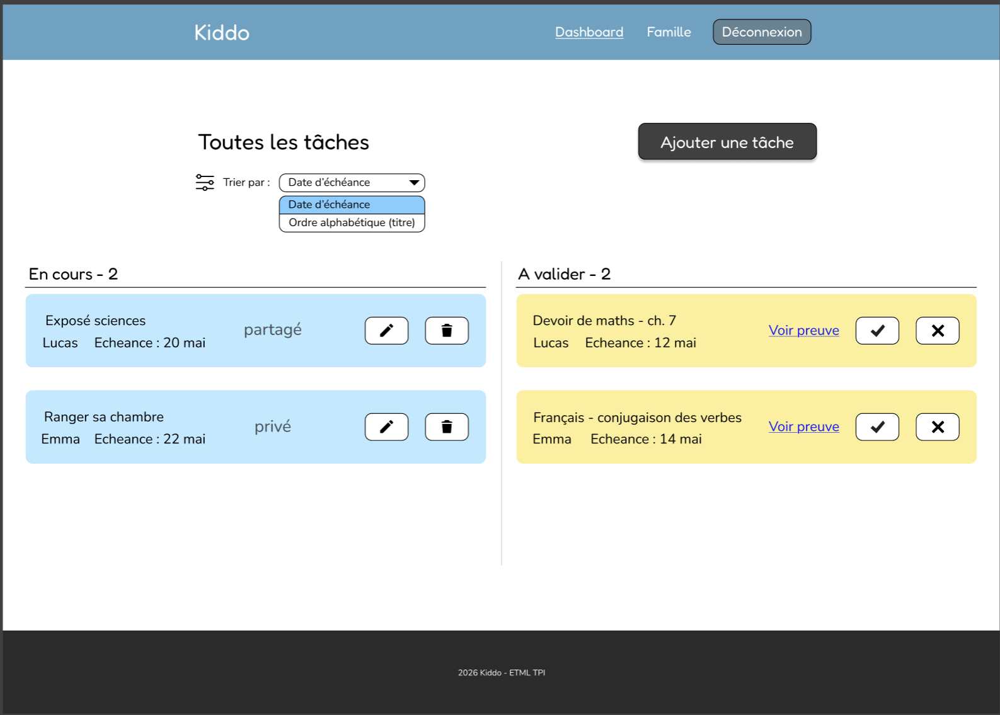 Kiddo
Dashboard
Famille
Déconnexion
Toutes les tâches
Ajouter une tâche
Trier par :
Date d'échéance
Date d'échéance
Ordre alphabétique (titre)
En cours - 2
Exposé sciences
Lucas Echeance : 20 mai
partagé
Ranger sa chambre
Emma Echeance : 22 mai
privé
A valider - 2
Devoir de maths - ch. 7
Lucas Echeance : 12 mai
Voir preuve
Français - conjugaison des verbes
Emma Echeance : 14 mai
Voir preuve
2026 Kiddo - ETML TPI